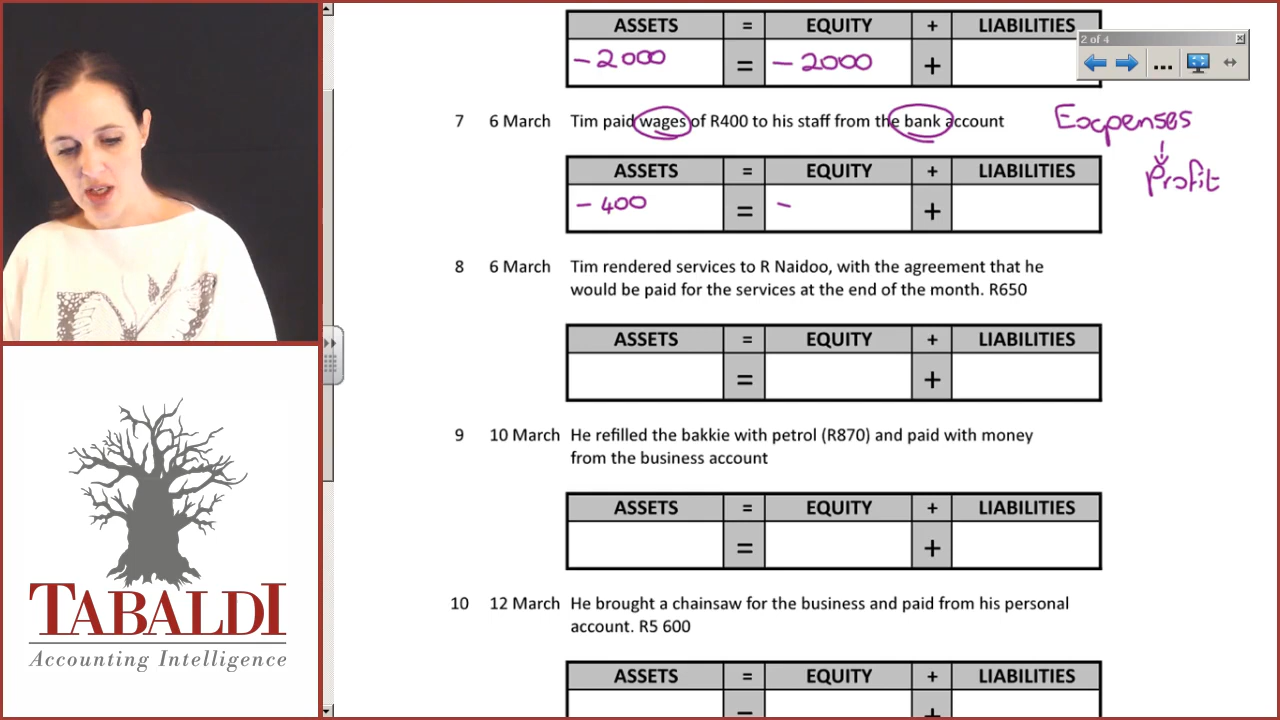 ASSETS = EQUITY + LIABILITIES
- 2000 = - 2000 +
2 of 4
...
7 6 March Tim paid wages of R400 to his staff from the bank account
Expenses
Profit
ASSETS = EQUITY + LIABILITIES
- 400 = - +
8 6 March Tim rendered services to R Naidoo, with the agreement that he
would be paid for the services at the end of the month. R650
ASSETS = EQUITY + LIABILITIES
= +
9 10 March He refilled the bakkie with petrol (R870) and paid with money
from the business account
ASSETS = EQUITY + LIABILITIES
= +
10 12 March He brought a chainsaw for the business and paid from his personal
account. R5 600
ASSETS = EQUITY + LIABILITIES
= +
TABALDI
Accounting Intelligence